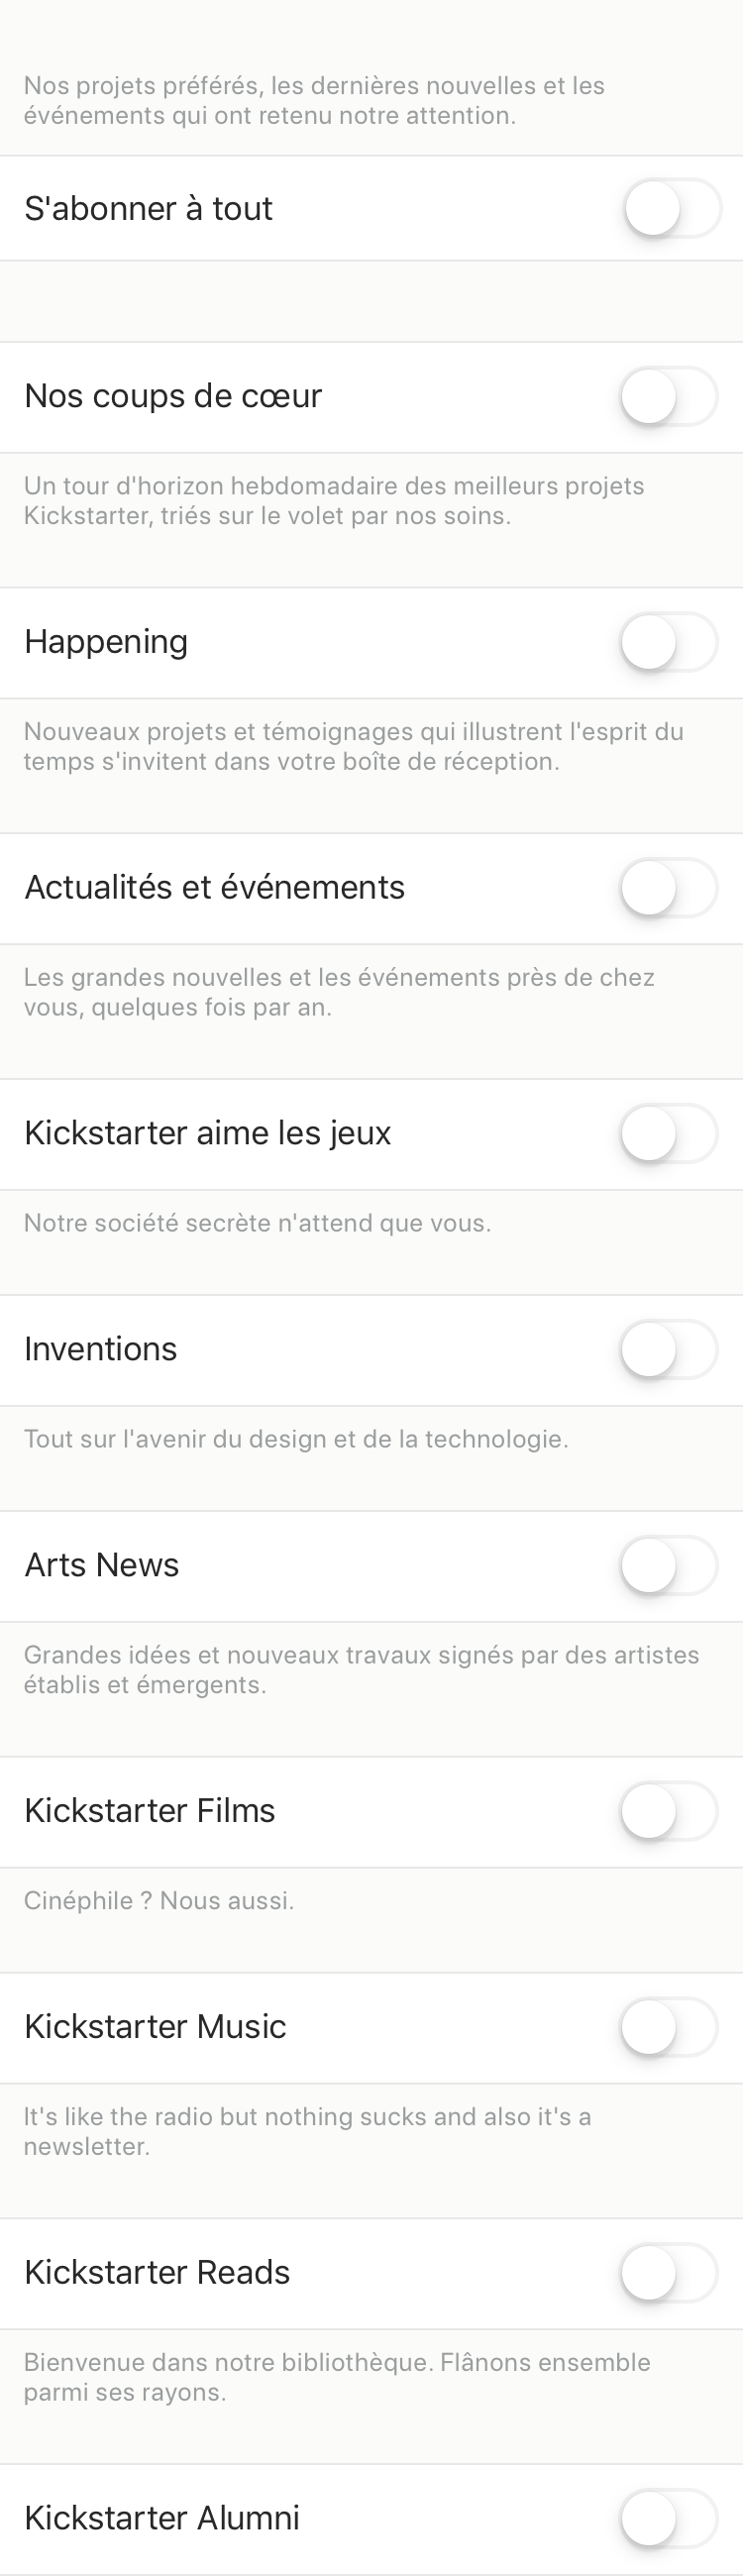 Nos projets préférés, les dernières nouvelles et les
événements qui ont retenu notre attention.
S'abonner à tout
Nos coups de cœur
Un tour d'horizon hebdomadaire des meilleurs projets
Kickstarter, triés sur le volet par nos soins.
Happening
Nouveaux projets et témoignages qui illustrent l'esprit du
temps s'invitent dans votre boîte de réception.
Actualités et événements
Les grandes nouvelles et les événements près de chez
vous, quelques fois par an.
Kickstarter aime les jeux
Notre société secrète n'attend que vous.
Inventions
Tout sur l'avenir du design et de la technologie.
Arts News
Grandes idées et nouveaux travaux signés par des artistes
établis et émergents.
Kickstarter Films
Cinéphile ? Nous aussi.
Kickstarter Music
It's like the radio but nothing sucks and also it's a
newsletter.
Kickstarter Reads
Bienvenue dans notre bibliothèque. Flânons ensemble
parmi ses rayons.
Kickstarter Alumni